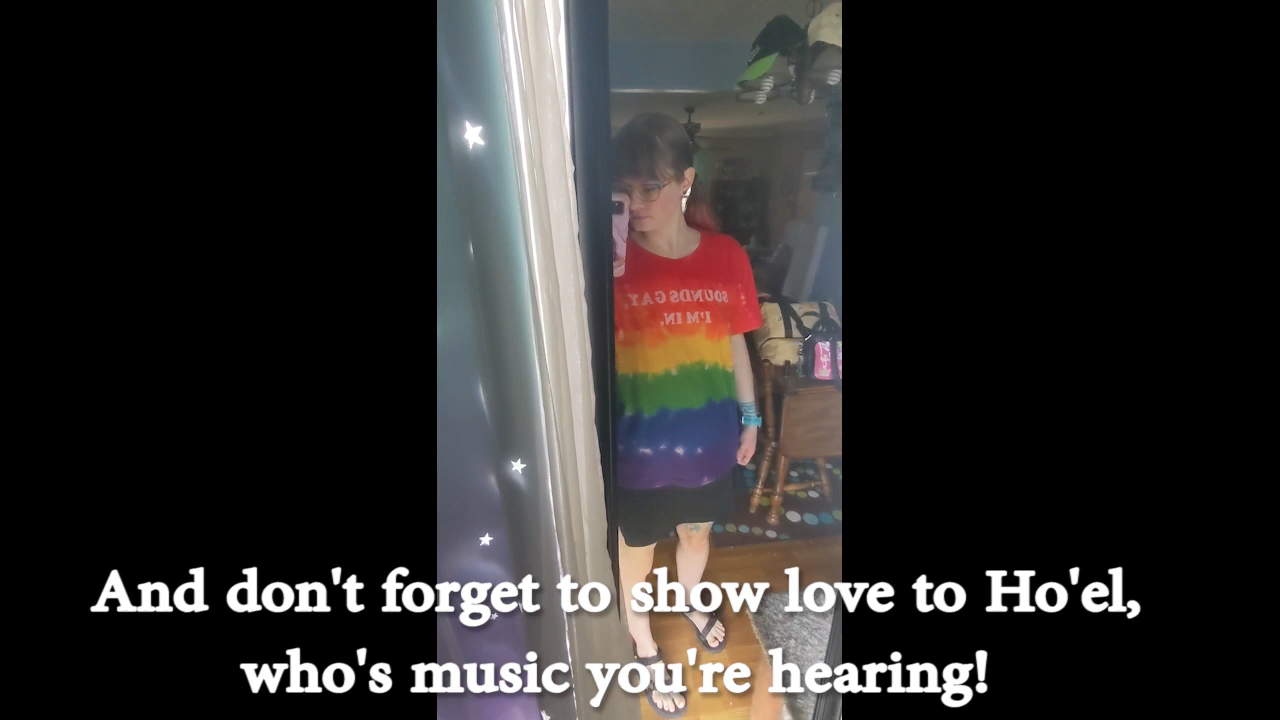 SOUNDS GAY,
I'M IN.
And don't forget to show love to Ho'el,
who's music you're hearing!